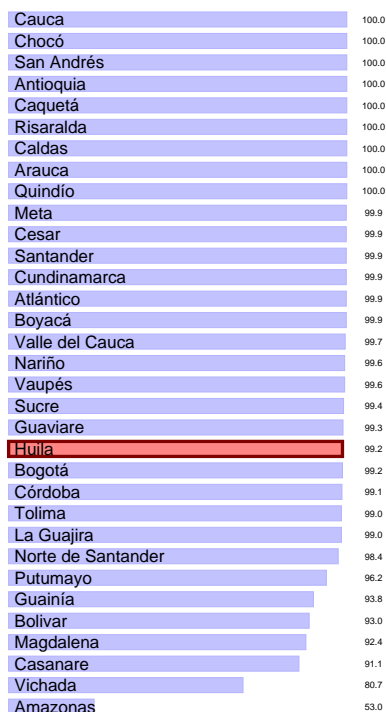 Cauca 100.0
Chocó 100.0
San Andrés 100.0
Antioquia 100.0
Caquetá 100.0
Risaralda 100.0
Caldas 100.0
Arauca 100.0
Quindío 100.0
Meta 99.9
Cesar 99.9
Santander 99.9
Cundinamarca 99.9
Atlántico 99.9
Boyacá 99.9
Valle del Cauca 99.7
Nariño 99.6
Vaupés 99.6
Sucre 99.4
Guaviare 99.3
Huila 99.2
Bogotá 99.2
Córdoba 99.1
Tolima 99.0
La Guajira 99.0
Norte de Santander 98.4
Putumayo 96.2
Guainía 93.8
Bolivar 93.0
Magdalena 92.4
Casanare 91.1
Vichada 80.7
Amazonas 53.0